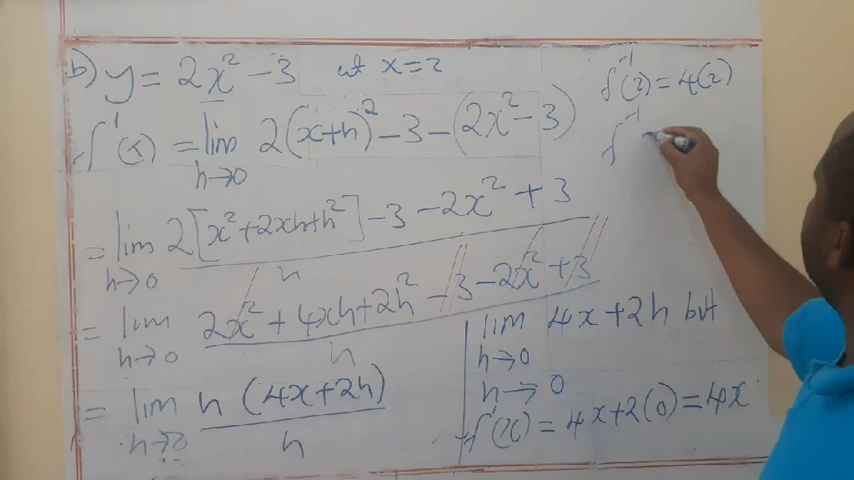 b) y = 2x² - 3 at x = 2
f'(x) = lim 2(x+h)² - 3 - (2x² - 3)
h→0
= lim 2[x² + 2xh + h²] - 3 - 2x² + 3
h→0 h
= lim 2x² + 4xh + 2h² - 3 - 2x² + 3
h→0 h
= lim h (4x + 2h)
h→0 h
lim 4x + 2h but
h→0
h → 0
f'(x) = 4x + 2(0) = 4x
f'(2) = 4(2)
f'